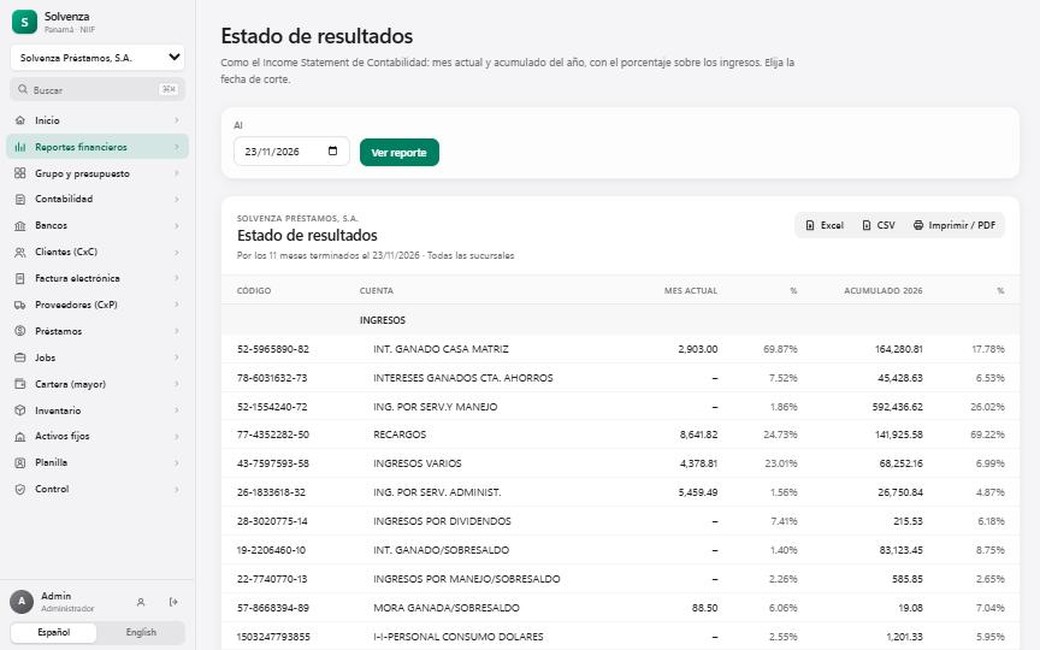 S Solvenza
Panamá · NIIF
Solvenza Préstamos, S.A.
Buscar ⌘K
Inicio
Reportes financieros
Grupo y presupuesto
Contabilidad
Bancos
Clientes (CxC)
Factura electrónica
Proveedores (CxP)
Préstamos
Jobs
Cartera (mayor)
Inventario
Activos fijos
Planilla
Control
A Admin
Administrador
Español English
Estado de resultados
Como el Income Statement de Contabilidad: mes actual y acumulado del año, con el porcentaje sobre los ingresos. Elija la
fecha de corte.
Al
23/11/2026 Ver reporte
SOLVENZA PRÉSTAMOS, S.A.
Estado de resultados
Por los 11 meses terminados el 23/11/2026 · Todas las sucursales
Excel CSV Imprimir / PDF
CÓDIGO CUENTA MES ACTUAL % ACUMULADO 2026 %
INGRESOS
52-5965890-82 INT. GANADO CASA MATRIZ 2,903.00 69.87% 164,280.81 17.78%
78-6031632-73 INTERESES GANADOS CTA. AHORROS – 7.52% 45,428.63 6.53%
52-1554240-72 ING. POR SERV.Y MANEJO – 1.86% 592,436.62 26.02%
77-4352282-50 RECARGOS 8,641.82 24.73% 141,925.58 69.22%
43-7597593-58 INGRESOS VARIOS 4,378.81 23.01% 68,252.16 6.99%
26-1833618-32 ING. POR SERV. ADMINIST. 5,459.49 1.56% 26,750.84 4.87%
28-3020775-14 INGRESOS POR DIVIDENDOS – 7.41% 215.53 6.18%
19-2206460-10 INT. GANADO/SOBRESALDO – 1.40% 83,123.45 8.75%
22-7740770-13 INGRESOS POR MANEJO/SOBRESALDO – 2.26% 585.85 2.65%
57-8668394-89 MORA GANADA/SOBRESALDO 88.50 6.06% 19.08 7.04%
1503247793855 I-I-PERSONAL CONSUMO DOLARES – 2.55% 1,201.33 5.95%